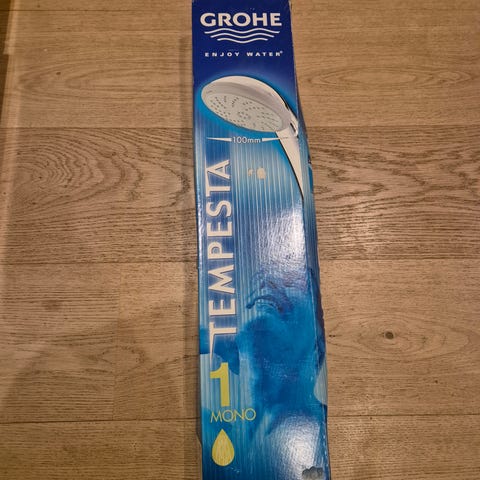 GROHE
ENJOY WATER®
100mm
TEMPESTA
1
MONO